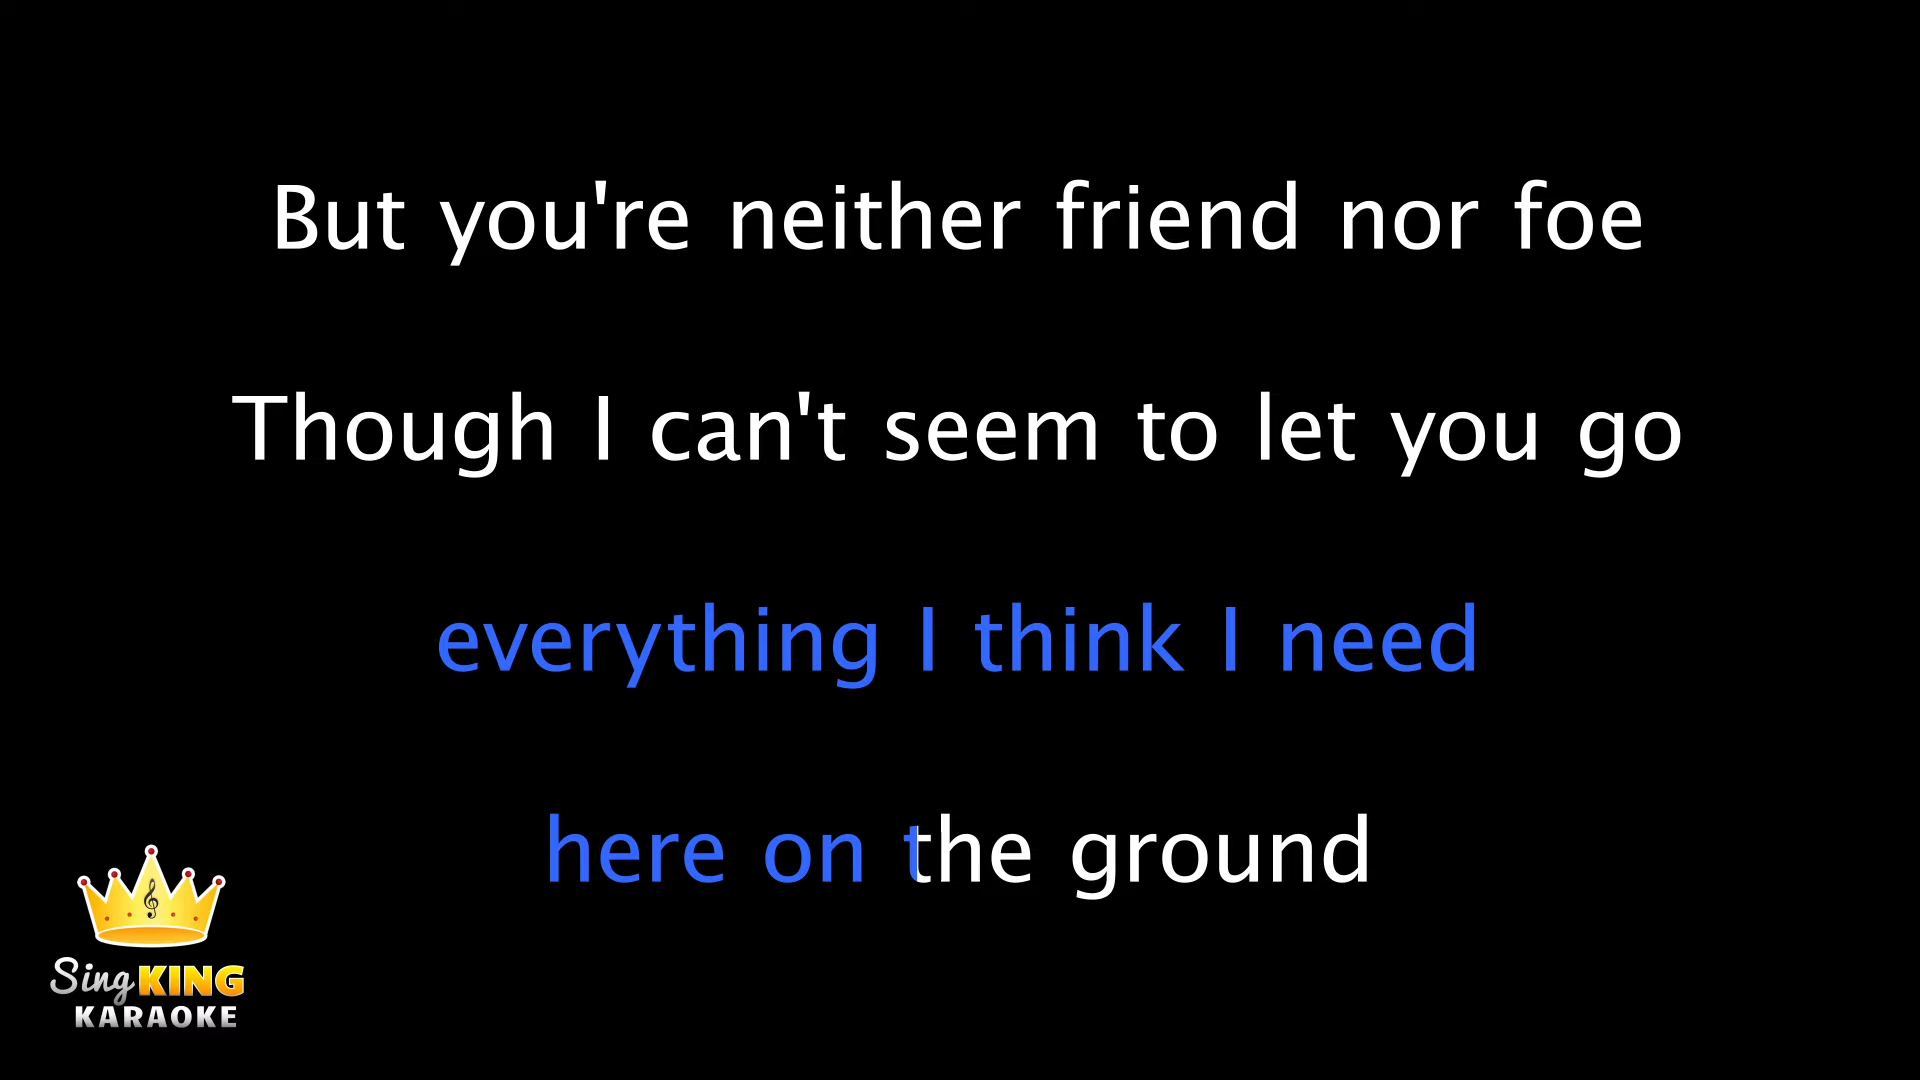 But you're neither friend nor foe
Though I can't seem to let you go
everything I think I need
here on the ground
Sing KING
KARAOKE